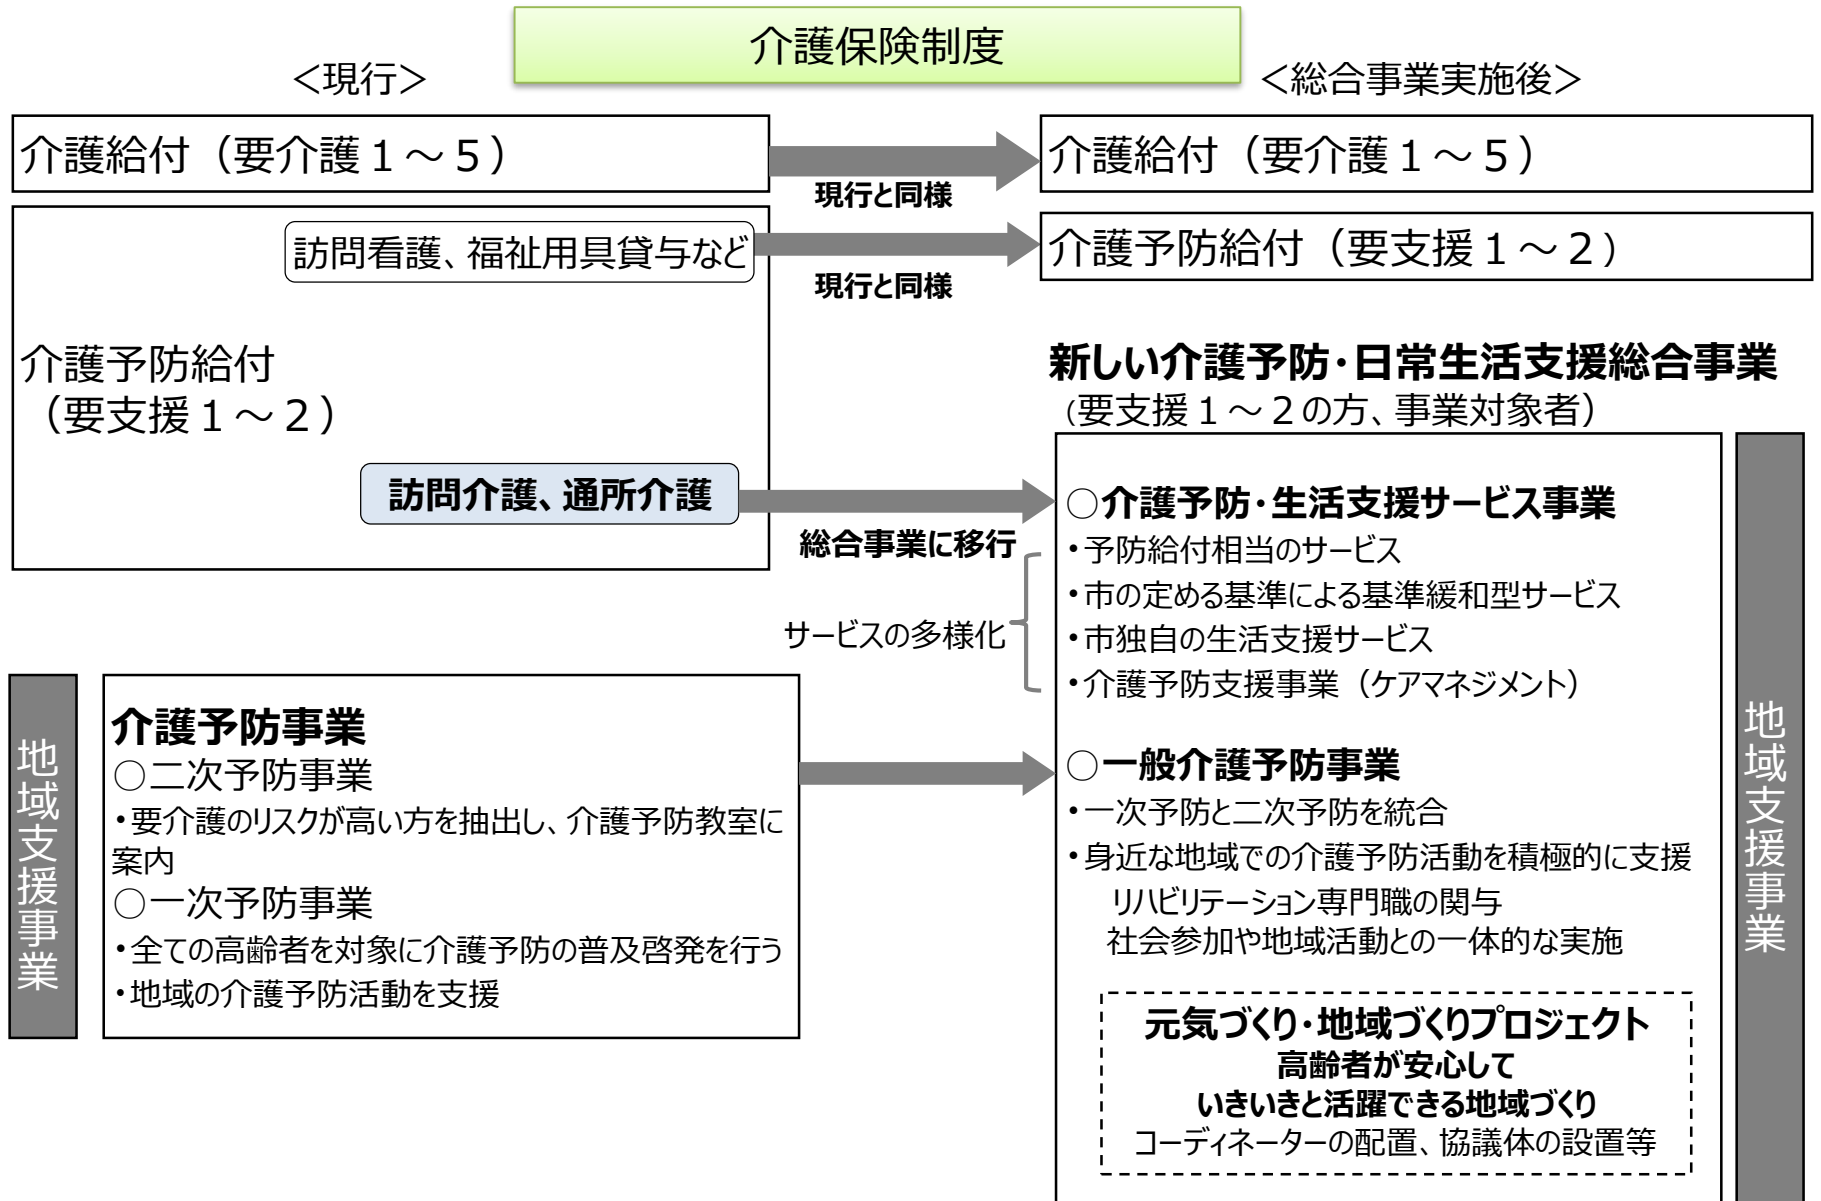 介護保険制度
＜現行＞
＜総合事業実施後＞
介護給付（要介護１～５）
現行と同様
介護給付（要介護１～５）
訪問看護、福祉用具貸与など
現行と同様
介護予防給付（要支援１～２）
介護予防給付
（要支援１～２）
訪問介護、通所介護
総合事業に移行
サービスの多様化
新しい介護予防・日常生活支援総合事業
（要支援１～２の方、事業対象者）
○介護予防・生活支援サービス事業
・予防給付相当のサービス
・市の定める基準による基準緩和型サービス
・市独自の生活支援サービス
・介護予防支援事業（ケアマネジメント）
地域支援事業
介護予防事業
○二次予防事業
・要介護のリスクが高い方を抽出し、介護予防教室に
案内
○一次予防事業
・全ての高齢者を対象に介護予防の普及啓発を行う
・地域の介護予防活動を支援
○一般介護予防事業
・一次予防と二次予防を統合
・身近な地域での介護予防活動を積極的に支援
リハビリテーション専門職の関与
社会参加や地域活動との一体的な実施
元気づくり・地域づくりプロジェクト
高齢者が安心して
いきいきと活躍できる地域づくり
コーディネーターの配置、協議体の設置等
地域支援事業